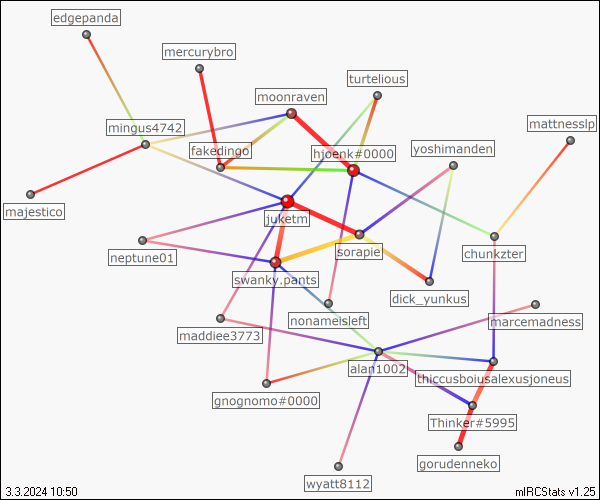 edgepanda
mercurybro
turtelious
moonraven
mattnesslp
mingus4742
fakedingo
hjøenk#0000
yoshimanden
majestico
juketm
neptune01
sorapie
chunkzter
swanky.pants
dick_yunkus
nonameisleft
marcemadness
maddiee3773
alan1002
thiccusboiusalexusjoneus
gnognomo#0000
Thinker#5995
gorudenneko
wyatt8112
3.3.2024 10:50
mIRCStats v1.25